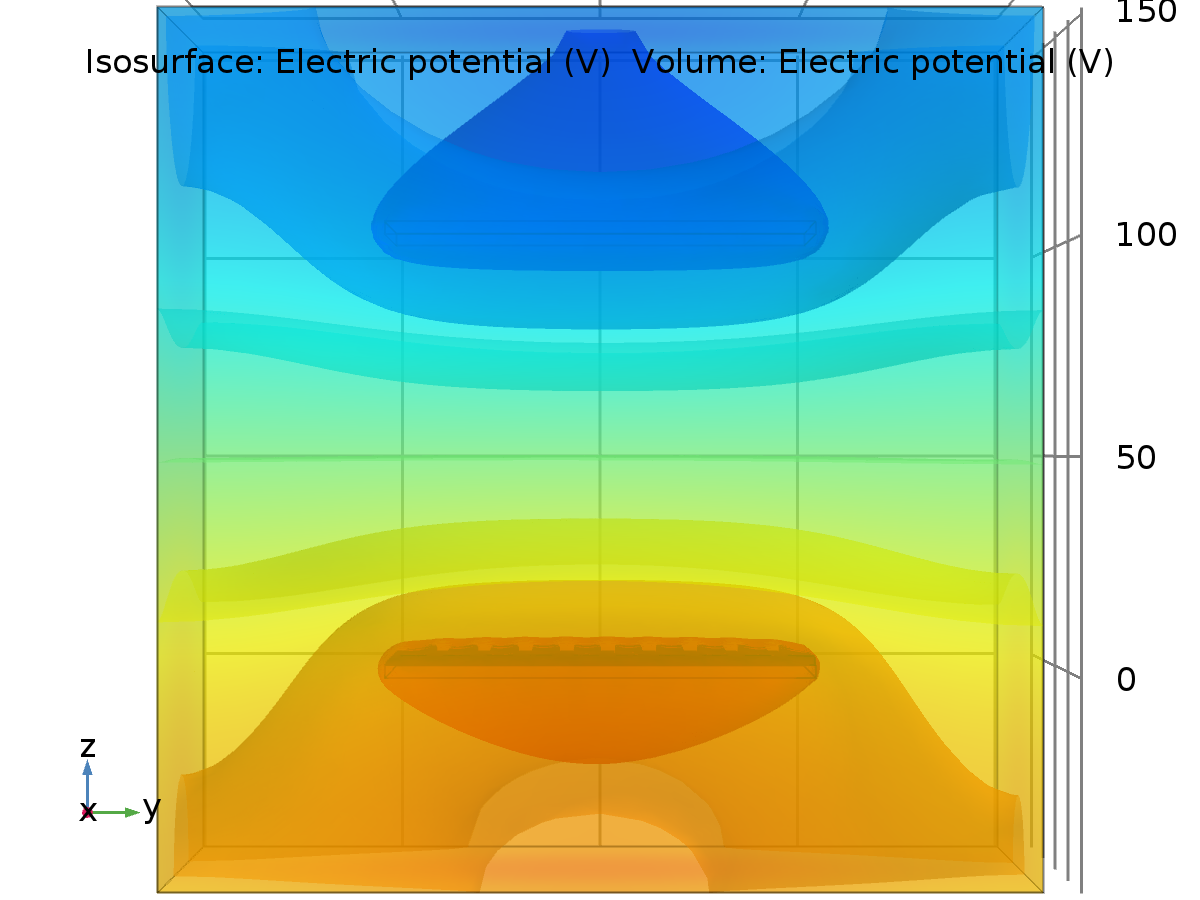 150
Isosurface: Electric potential (V) Volume: Electric potential (V)
100
50
0
z
x y